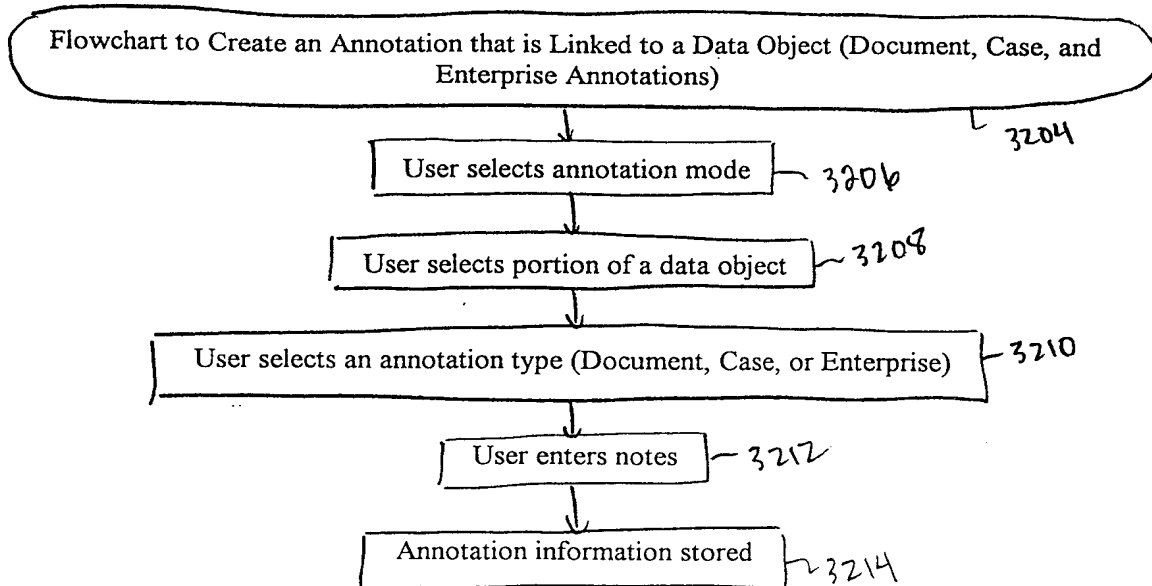 Flowchart to Create an Annotation that is Linked to a Data Object (Document, Case, and
Enterprise Annotations)
3204
User selects annotation mode
3206
User selects portion of a data object
3208
User selects an annotation type (Document, Case, or Enterprise)
3210
User enters notes
3212
Annotation information stored
3214